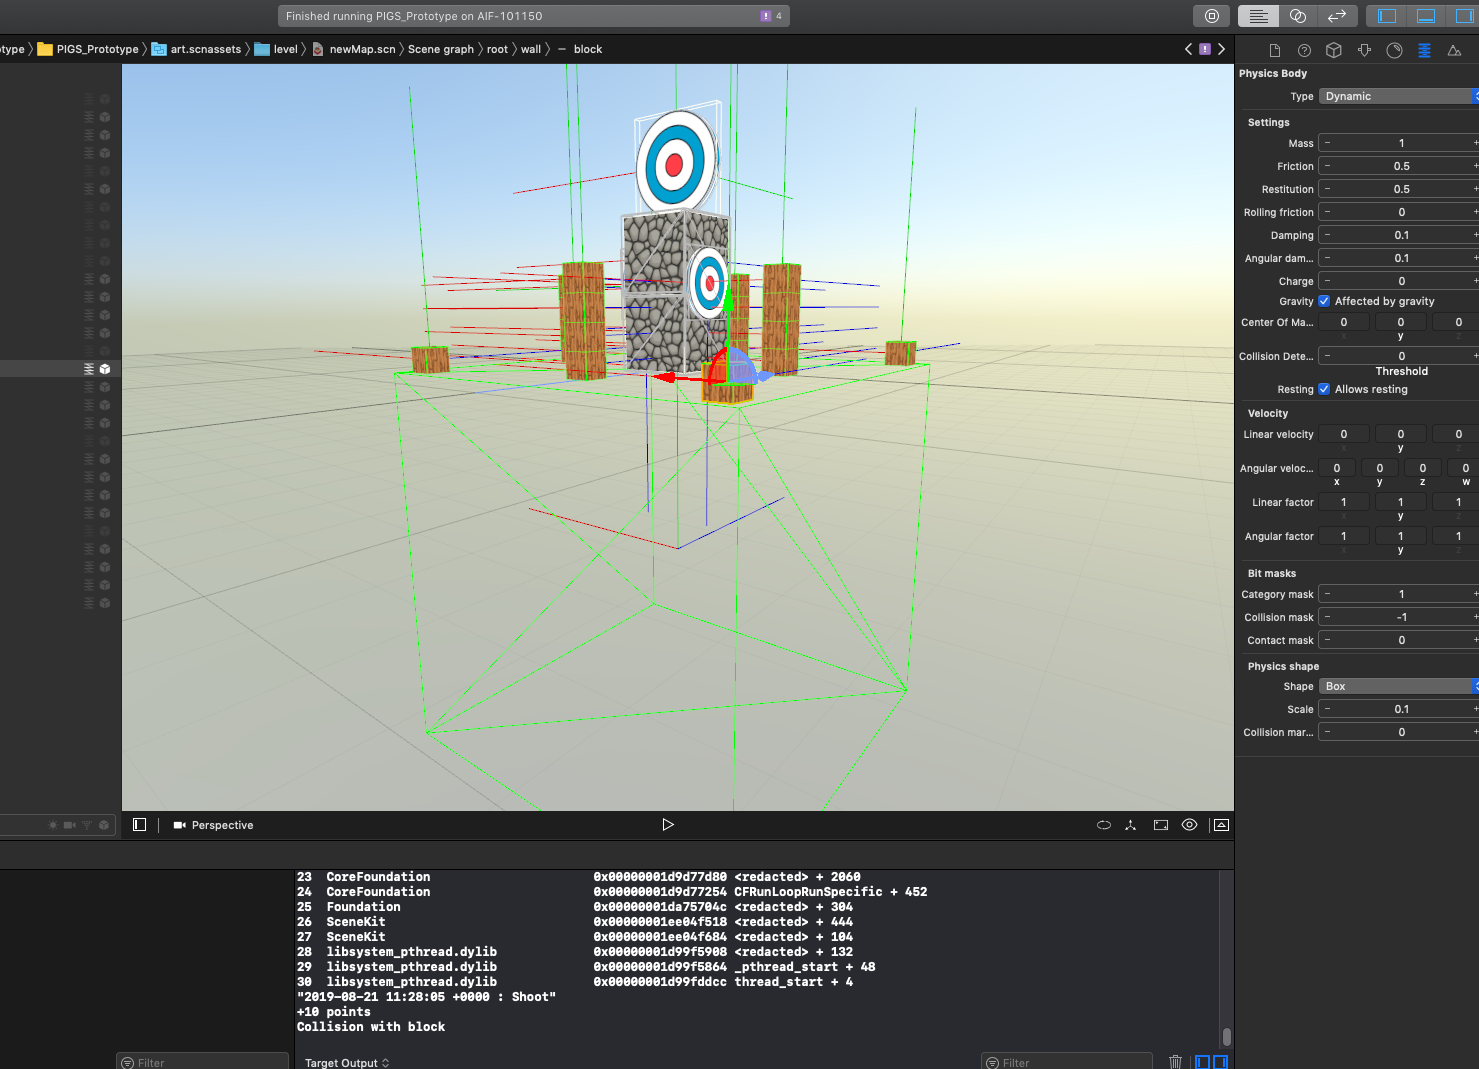 Finished running PIGS_Prototype on AIF-101150
4
type PIGS_Prototype art.scnassets level newMap.scn Scene graph root wall block
Physics Body
Type Dynamic
Settings
Mass 1
Friction 0.5
Restitution 0.5
Rolling friction 0
Damping 0.1
Angular dam... 0.1
Charge 0
Gravity Affected by gravity
Center Of Ma... 0 0 0
y
Collision Dete... 0
Threshold
Resting Allows resting
Velocity
Linear velocity 0 0 0
x y z
Angular veloc... 0 0 0 0
x y z w
Linear factor 1 1 1
x y z
Angular factor 1 1 1
x y z
Bit masks
Category mask 1
Collision mask -1
Contact mask 0
Physics shape
Shape Box
Scale 0.1
Collision mar... 0
Perspective
23 CoreFoundation 0x00000001d9d77d80 <redacted> + 2060
24 CoreFoundation 0x00000001d9d77254 CFRunLoopRunSpecific + 452
25 Foundation 0x00000001da75704c <redacted> + 304
26 SceneKit 0x00000001ee04f518 <redacted> + 444
27 SceneKit 0x00000001ee04f684 <redacted> + 104
28 libsystem_pthread.dylib 0x00000001d99f5908 <redacted> + 132
29 libsystem_pthread.dylib 0x00000001d99f5864 _pthread_start + 48
30 libsystem_pthread.dylib 0x00000001d99fddcc thread_start + 4
"2019-08-21 11:28:05 +0000 : Shoot"
+10 points
Collision with block
Filter
Target Output
Filter